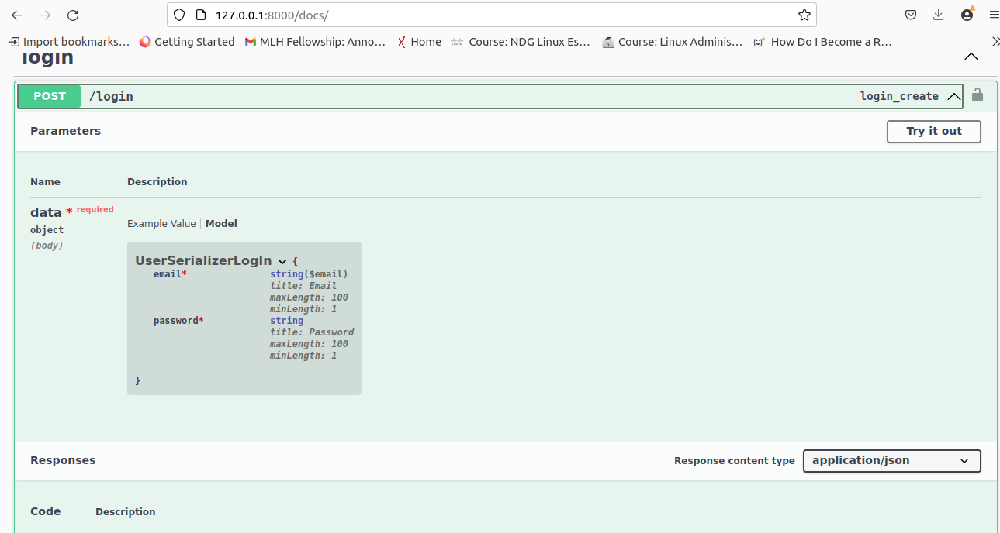 127.0.0.1:8000/docs/
Import bookmarks… Getting Started MLH Fellowship: Anno… Home Course: NDG Linux Es… Course: Linux Adminis… How Do I Become a R…
login
POST /login login_create
Parameters Try it out
Name Description
data * required
object
(body)
Example Value Model
UserSerializerLogIn {
email* string($email)
title: Email
maxLength: 100
minLength: 1
password* string
title: Password
maxLength: 100
minLength: 1
}
Responses Response content type application/json
Code Description